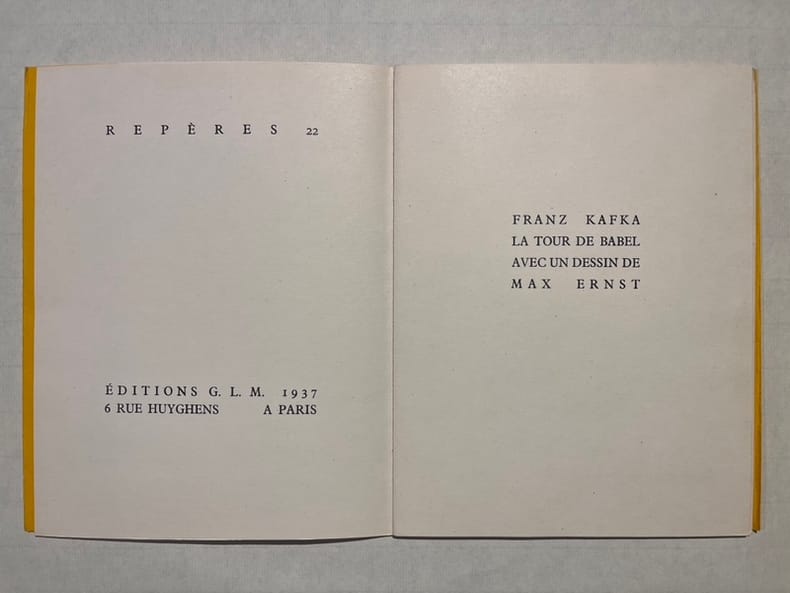 REPÈRES 22
ÉDITIONS G. L. M. 1937
6 RUE HUYGHENS A PARIS
FRANZ KAFKA
LA TOUR DE BABEL
AVEC UN DESSIN DE
MAX ERNST